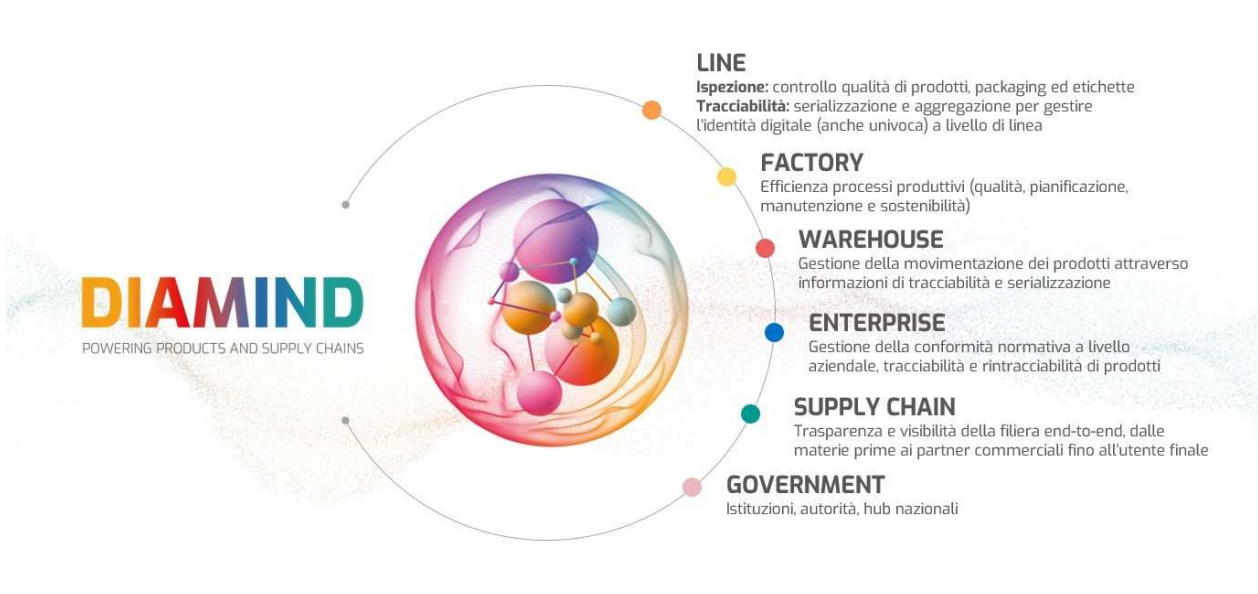 DIAMIND
POWERING PRODUCTS AND SUPPLY CHAINS
LINE
Ispezione: controllo qualità di prodotti, packaging ed etichette
Tracciabilità: serializzazione e aggregazione per gestire
l'identità digitale (anche univoca) a livello di linea
FACTORY
Efficienza processi produttivi (qualità, pianificazione,
manutenzione e sostenibilità)
WAREHOUSE
Gestione della movimentazione dei prodotti attraverso
informazioni di tracciabilità e serializzazione
ENTERPRISE
Gestione della conformità normativa a livello
aziendale, tracciabilità e rintracciabilità di prodotti
SUPPLY CHAIN
Trasparenza e visibilità della filiera end-to-end, dalle
materie prime ai partner commerciali fino all'utente finale
GOVERNMENT
Istituzioni, autorità, hub nazionali